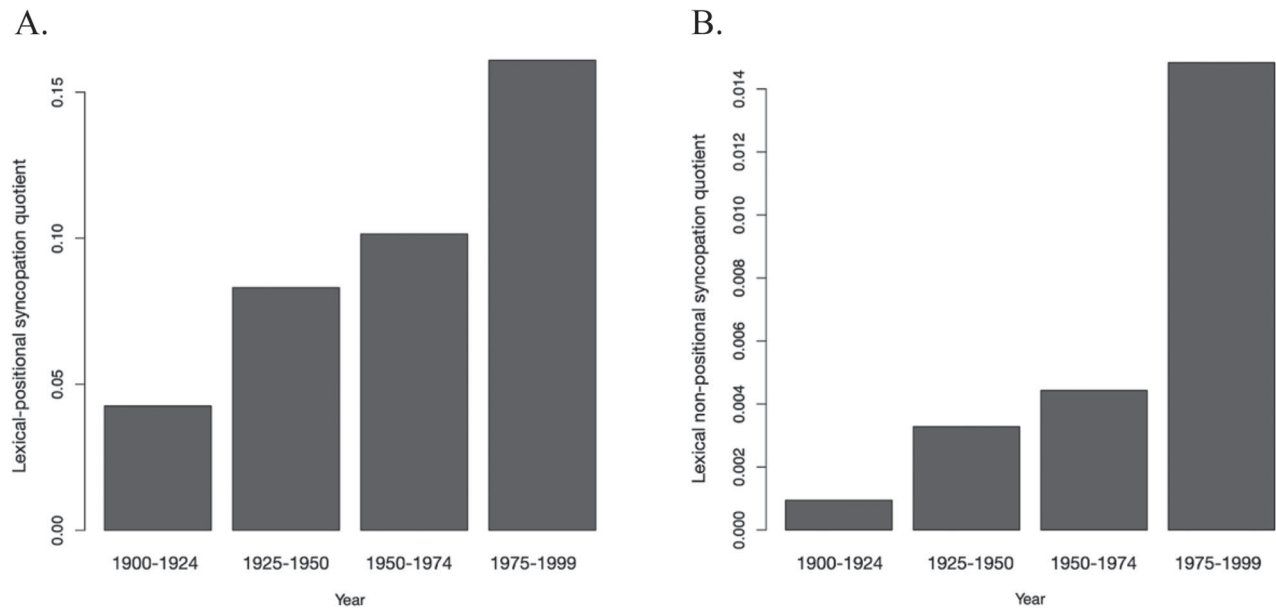 A.
Lexical-positional syncopation quotient
0.15
0.10
0.05
0.00
1900-1924 1925-1950 1950-1974 1975-1999
Year
B.
Lexical non-positional syncopation quotient
0.014
0.012
0.010
0.008
0.006
0.004
0.002
0.000
1900-1924 1925-1950 1950-1974 1975-1999
Year